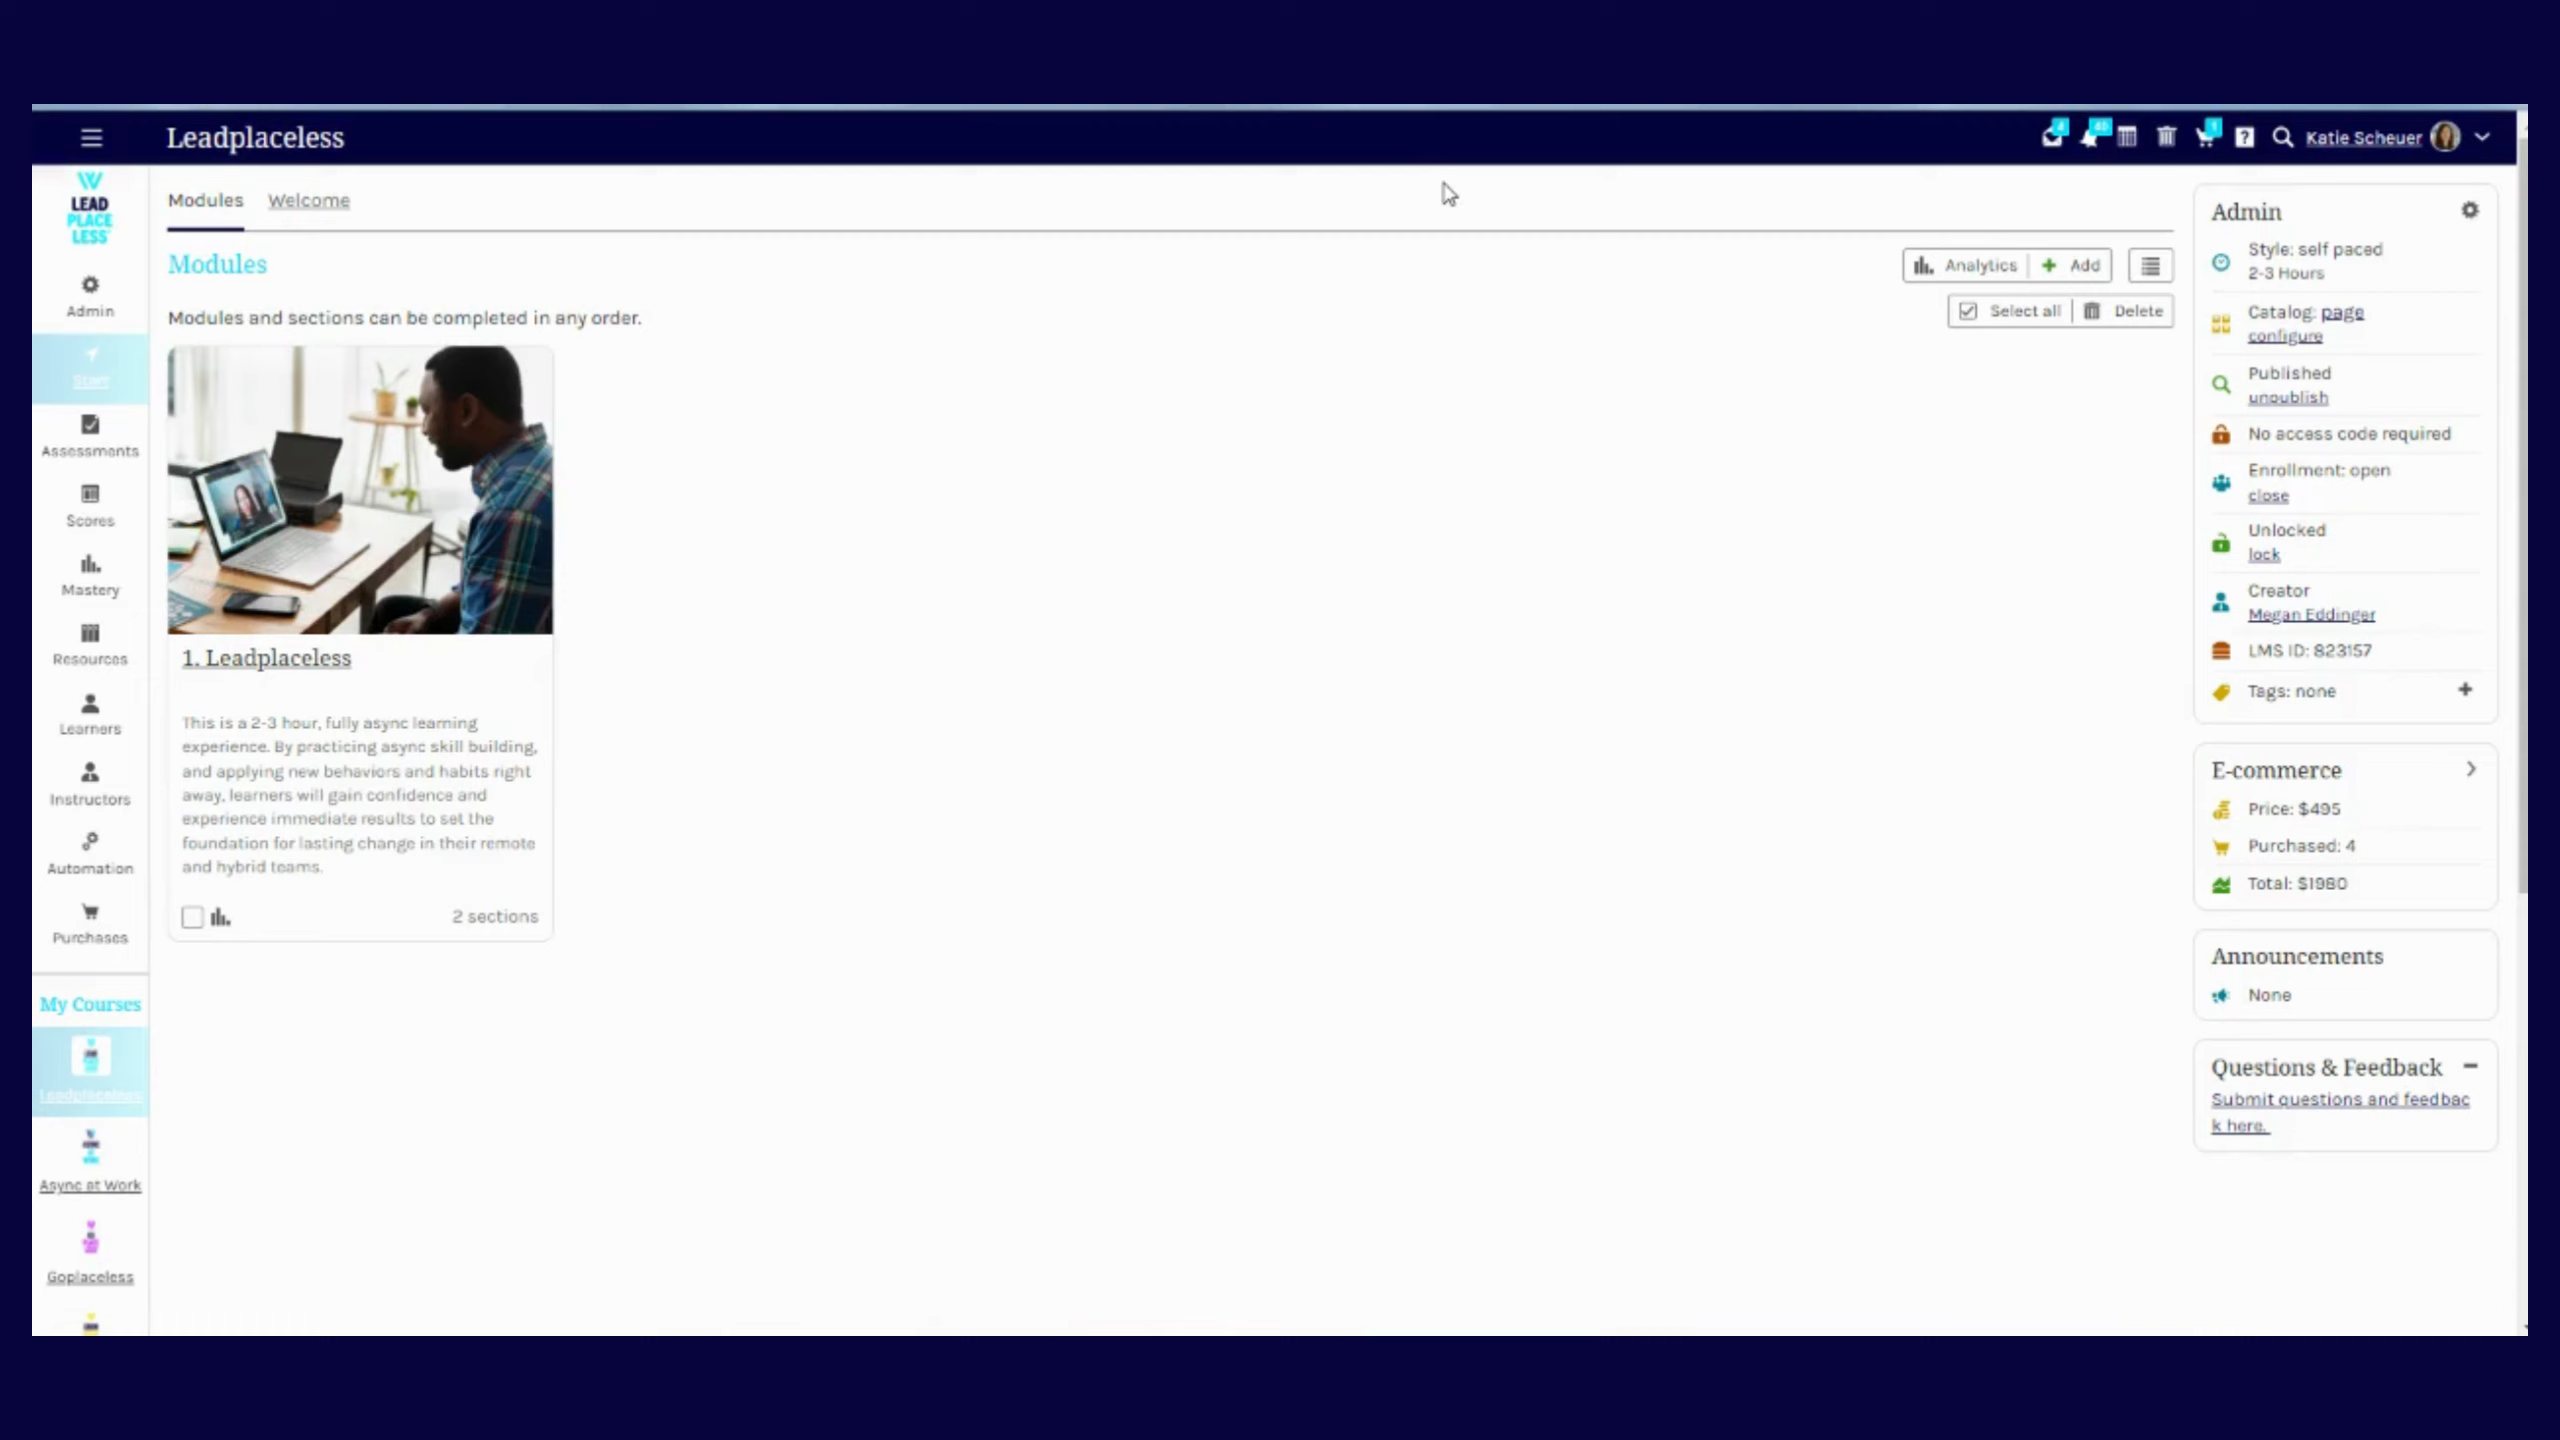 Leadplaceless
Katie Scheuer
LEAD
PLACE
LESS
Admin
Start
Assessments
Scores
Mastery
Resources
Learners
Instructors
Automation
Purchases
My Courses
Leadplaceless
Async at Work
Goplaceless
Modules Welcome
Modules
Analytics Add
Modules and sections can be completed in any order.
Select all Delete
1. Leadplaceless
This is a 2-3 hour, fully async learning
experience. By practicing async skill building,
and applying new behaviors and habits right
away, learners will gain confidence and
experience immediate results to set the
foundation for lasting change in their remote
and hybrid teams.
2 sections
Admin
Style: self paced
2-3 Hours
Catalog: page
configure
Published
unpublish
No access code required
Enrollment: open
close
Unlocked
lock
Creator
Megan Eddinger
LMS ID: 823157
Tags: none
E-commerce
Price: $495
Purchased: 4
Total: $1980
Announcements
None
Questions & Feedback
Submit questions and feedbac
k here.